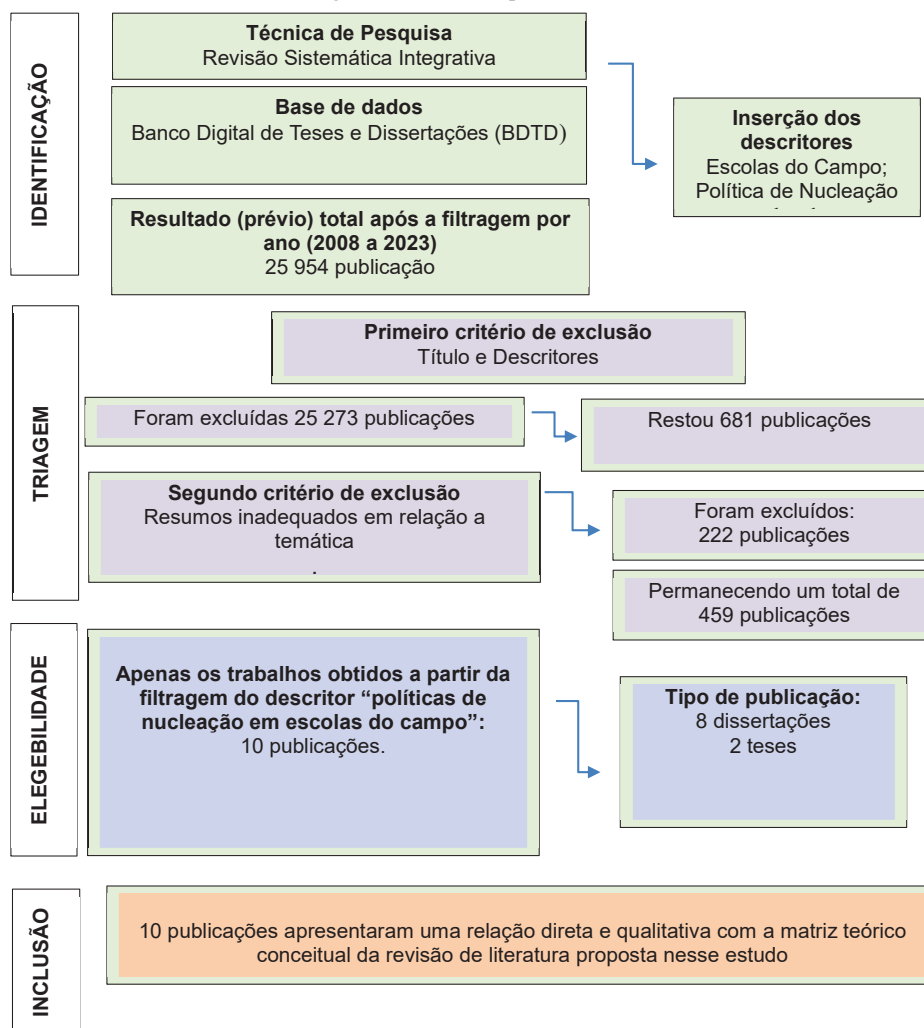 IDENTIFICAÇÃO
Técnica de Pesquisa
Revisão Sistemática Integrativa
Base de dados
Banco Digital de Teses e Dissertações (BDTD)
Inserção dos
descritores
Escolas do Campo;
Política de Nucleação
Resultado (prévio) total após a filtragem por
ano (2008 a 2023)
25 954 publicação
TRIAGEM
Primeiro critério de exclusão
Título e Descritores
Foram excluídas 25 273 publicações
Restou 681 publicações
Segundo critério de exclusão
Resumos inadequados em relação a
temática
.
Foram excluídos:
222 publicações
Permanecendo um total de
459 publicações
ELEGEBILIDADE
Apenas os trabalhos obtidos a partir da
filtragem do descritor “políticas de
nucleação em escolas do campo”:
10 publicações.
Tipo de publicação:
8 dissertações
2 teses
INCLUSÃO
10 publicações apresentaram uma relação direta e qualitativa com a matriz teórico
conceitual da revisão de literatura proposta nesse estudo